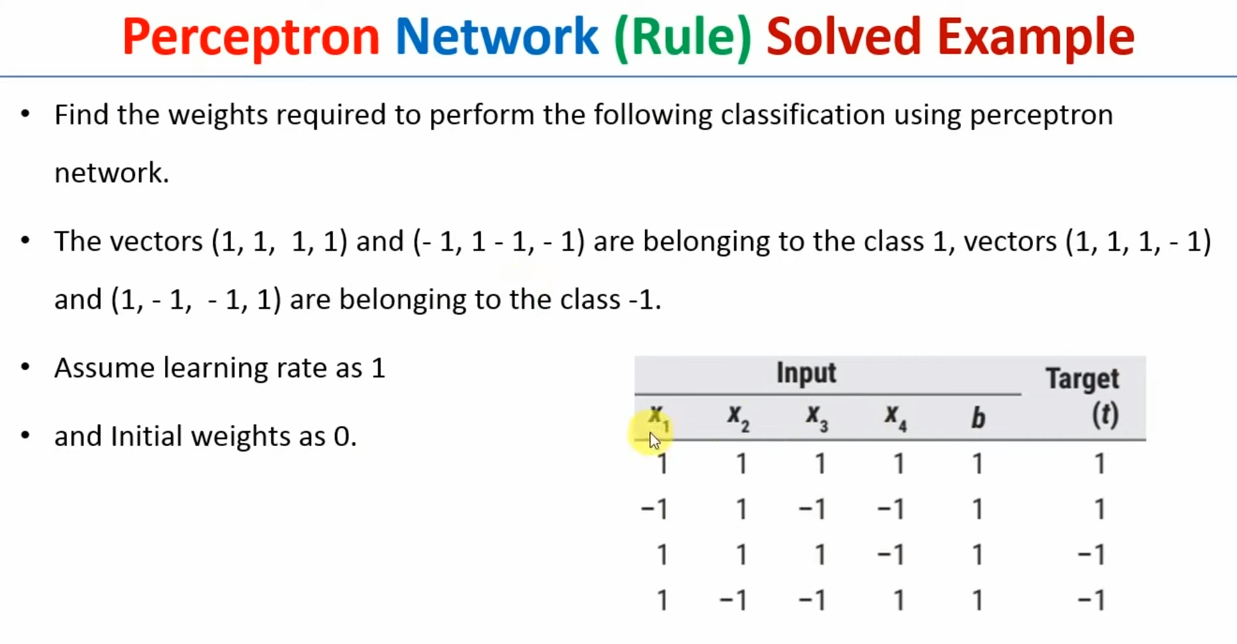 Perceptron Network (Rule) Solved Example
• Find the weights required to perform the following classification using perceptron
network.
• The vectors (1, 1, 1, 1) and (- 1, 1 - 1, - 1) are belonging to the class 1, vectors (1, 1, 1, - 1)
and (1, - 1, - 1, 1) are belonging to the class -1.
• Assume learning rate as 1
• and Initial weights as 0.
Input Target
x₁ x₂ x₃ x₄ b (t)
1 1 1 1 1 1
−1 1 −1 −1 1 1
1 1 1 −1 1 −1
1 −1 −1 1 1 −1